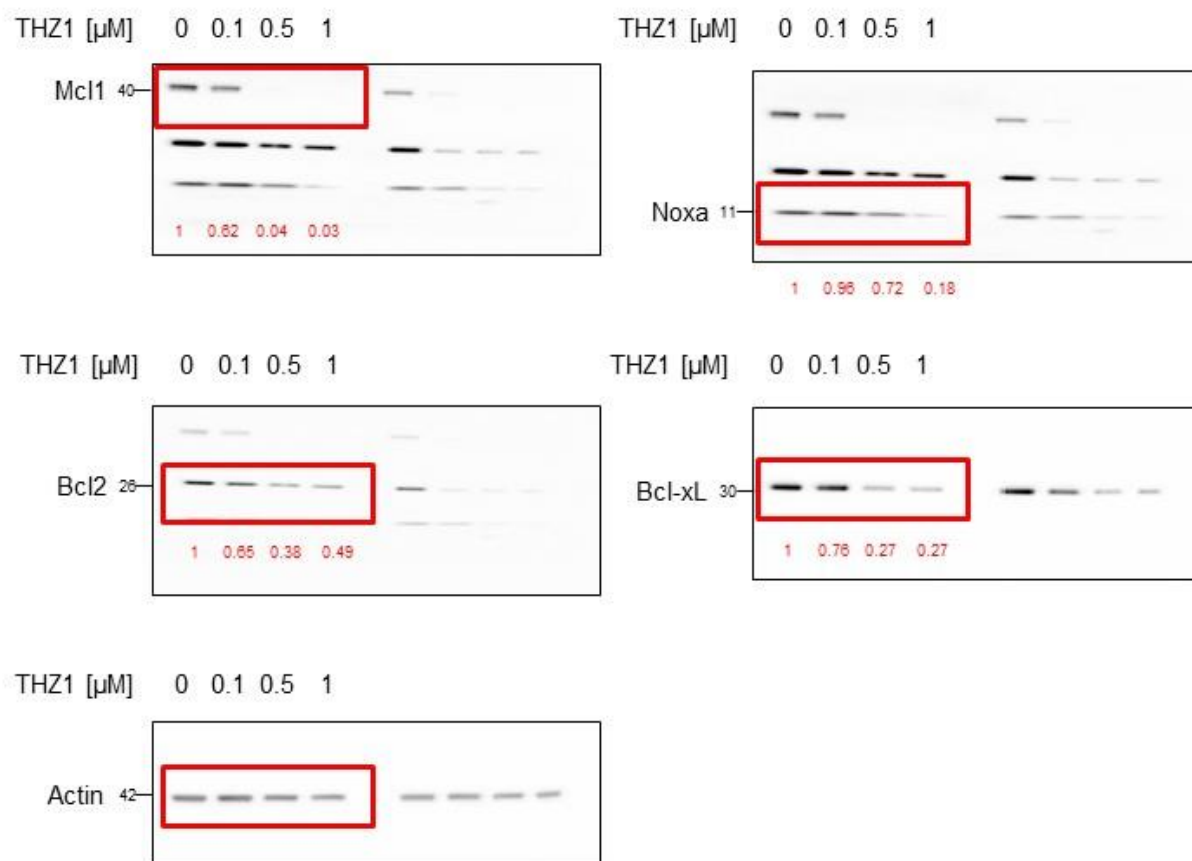 THZ1 [µM] 0 0.1 0.5 1
Mcl1 40
1 0.62 0.04 0.03
THZ1 [µM] 0 0.1 0.5 1
Noxa 11
1 0.96 0.72 0.18
THZ1 [µM] 0 0.1 0.5 1
Bcl2 26
1 0.65 0.38 0.49
THZ1 [µM] 0 0.1 0.5 1
Bcl-xL 30
1 0.76 0.27 0.27
THZ1 [µM] 0 0.1 0.5 1
Actin 42